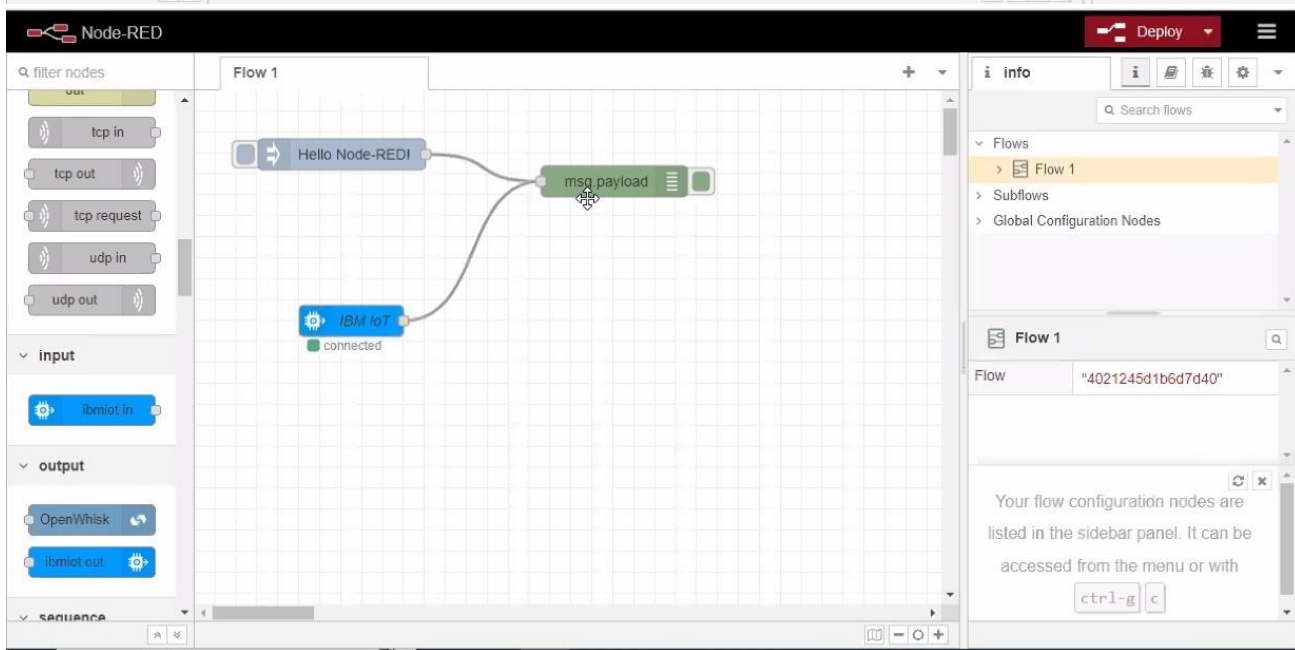 Node-RED
Deploy
filter nodes
out
tcp in
tcp out
tcp request
udp in
udp out
input
ibmiot in
output
OpenWhisk
ibmiot out
sequence
Flow 1
Hello Node-RED!
msg.payload
IBM IoT
connected
i info
i
Search flows
Flows
Flow 1
Subflows
Global Configuration Nodes
Flow 1
Flow "4021245d1b6d7d40"
Your flow configuration nodes are
listed in the sidebar panel. It can be
accessed from the menu or with
ctrl-g c